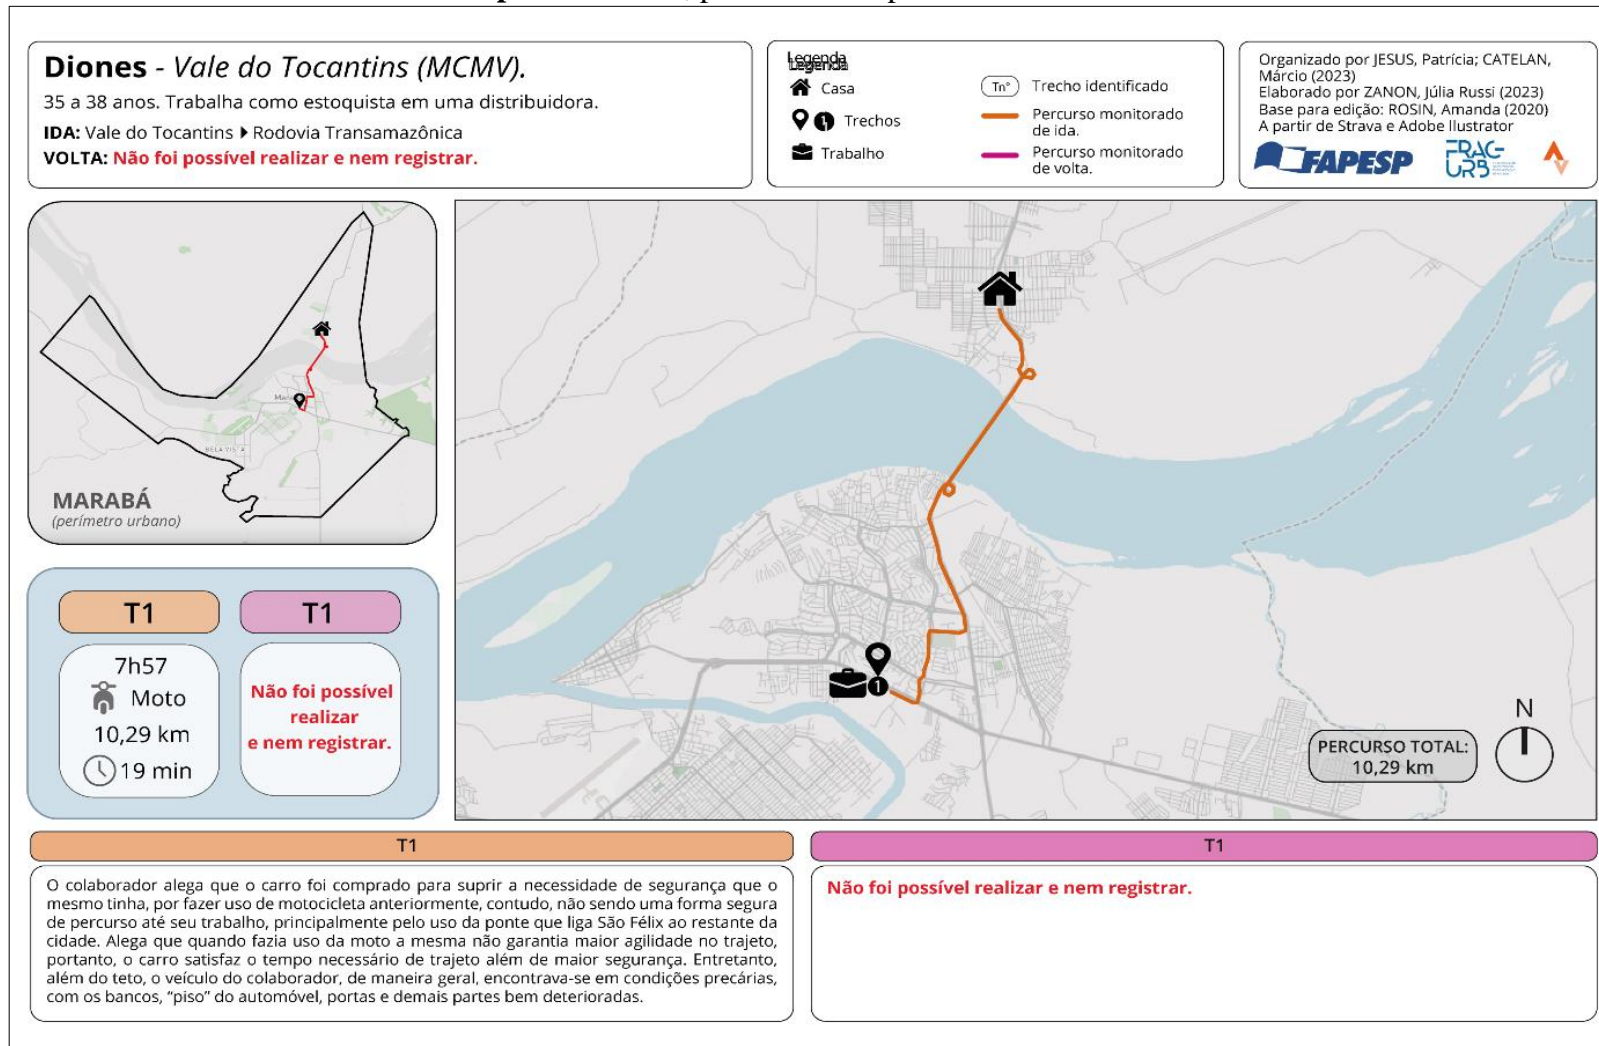 Diones - Vale do Tocantins (MCMV).
35 a 38 anos. Trabalha como estoquista em uma distribuidora.
IDA: Vale do Tocantins Rodovia Transamazônica
VOLTA: Não foi possível realizar e nem registrar.
Legenda
Legenda
Casa
1 Trechos
Trabalho
Tnº Trecho identificado
Percurso monitorado
de ida.
Percurso monitorado
de volta.
Organizado por JESUS, Patrícia; CATELAN,
Márcio (2023)
Elaborado por ZANON, Júlia Russi (2023)
Base para edição: ROSIN, Amanda (2020)
A partir de Strava e Adobe Ilustrator
FAPESP
FRAG-
URB
BELA VISTA
MARABÁ
(perímetro urbano)
T1
7h57
Moto
10,29 km
19 min
T1
Não foi possível
realizar
e nem registrar.
1
N
PERCURSO TOTAL:
10,29 km
T1
O colaborador alega que o carro foi comprado para suprir a necessidade de segurança que o
mesmo tinha, por fazer uso de motocicleta anteriormente, contudo, não sendo uma forma segura
de percurso até seu trabalho, principalmente pelo uso da ponte que liga São Félix ao restante da
cidade. Alega que quando fazia uso da moto a mesma não garantia maior agilidade no trajeto,
portanto, o carro satisfaz o tempo necessário de trajeto além de maior segurança. Entretanto,
além do teto, o veículo do colaborador, de maneira geral, encontrava-se em condições precárias,
com os bancos, “piso” do automóvel, portas e demais partes bem deterioradas.
T1
Não foi possível realizar e nem registrar.